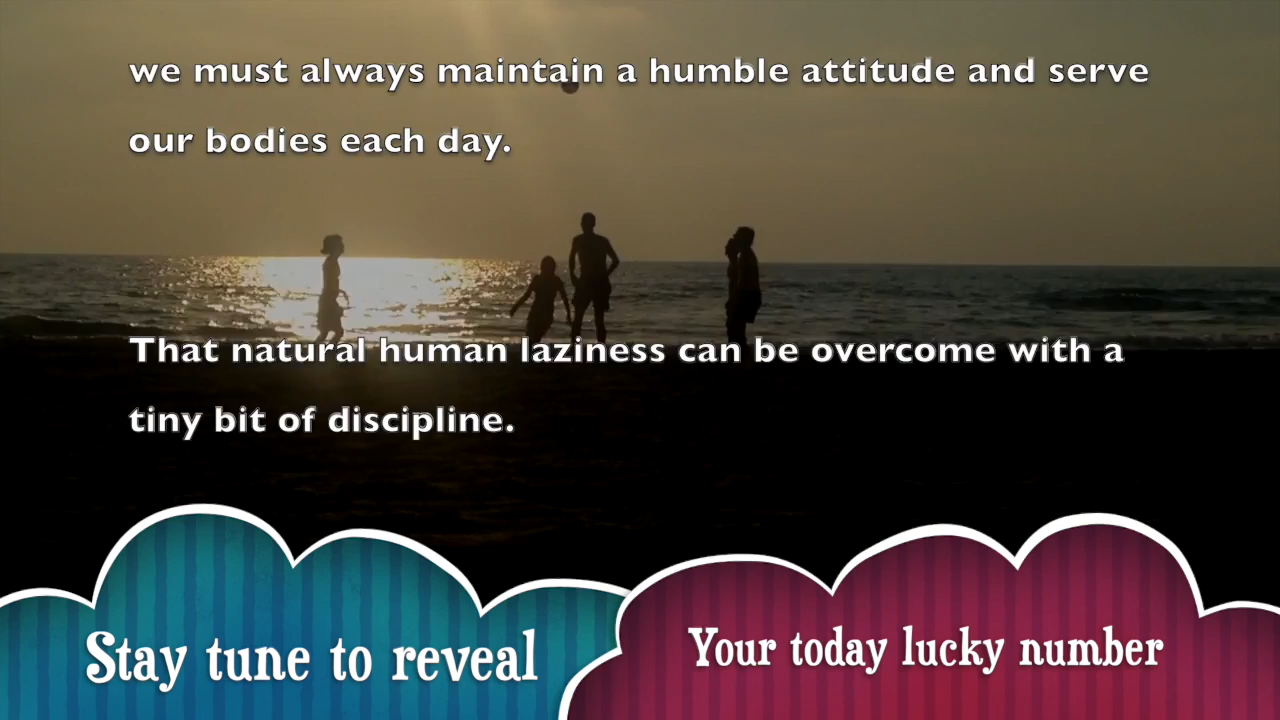 we must always maintain a humble attitude and serve
our bodies each day.
That natural human laziness can be overcome with a
tiny bit of discipline.
Stay tune to reveal
Your today lucky number